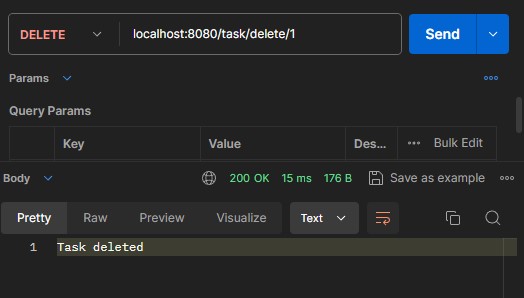 DELETE localhost:8080/task/delete/1 Send
Params
Query Params
Key Value Des... Bulk Edit
Body 200 OK 15 ms 176 B Save as example
Pretty Raw Preview Visualize Text
1 Task deleted